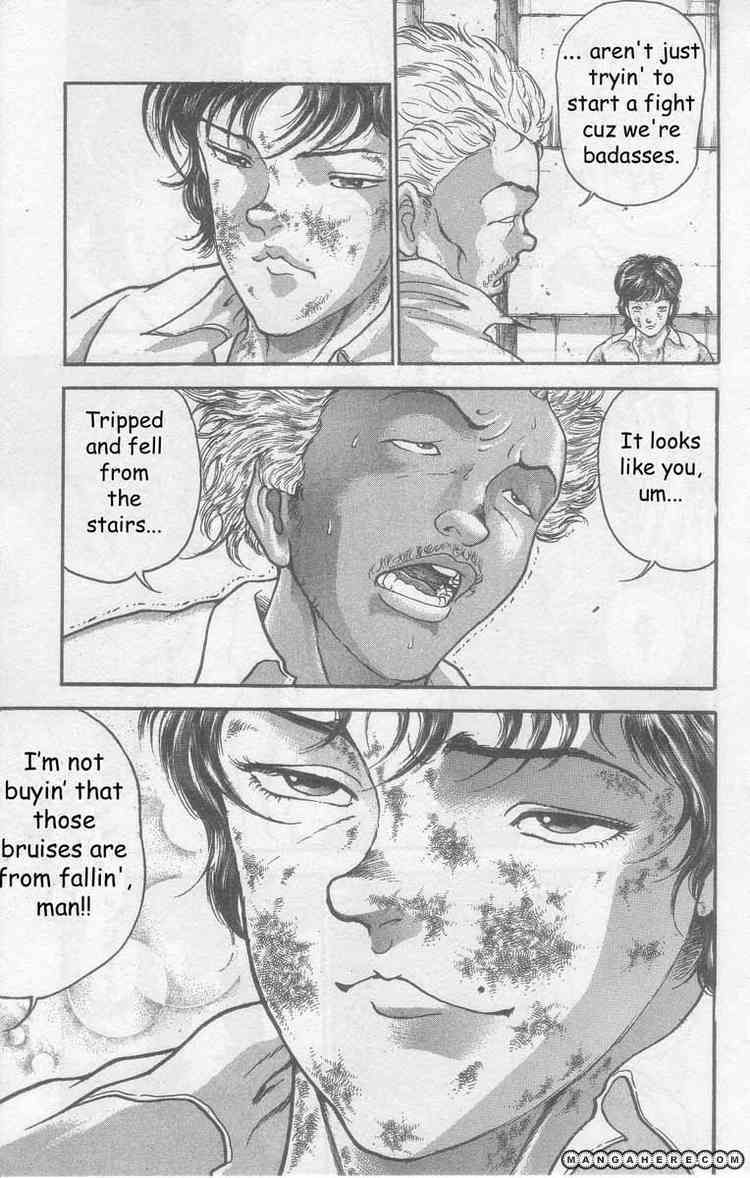 ... aren't just
tryin' to
start a fight
cuz we're
badasses.
It looks
like you,
um...
Tripped
and fell
from
the
stairs...
I'm not
buyin' that
those
bruises are
from fallin',
man!!
MANGAHERE.COM